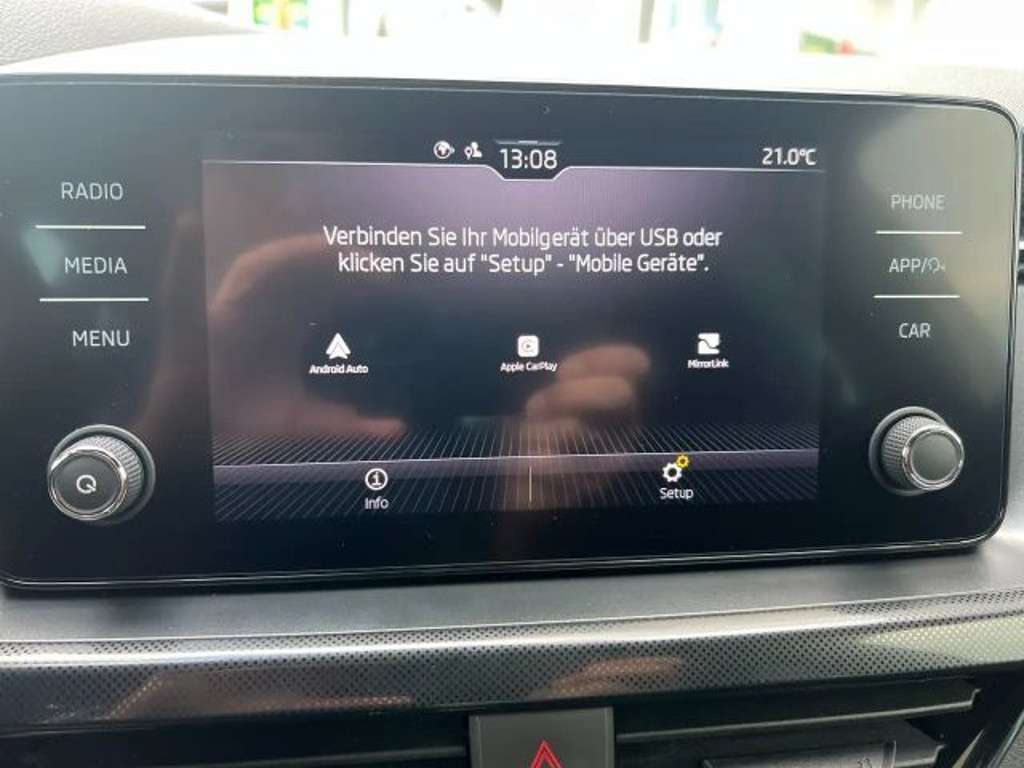 13:08
21.0°C
RADIO
MEDIA
MENU
Verbinden Sie Ihr Mobilgerät über USB oder
klicken Sie auf "Setup" - "Mobile Geräte".
Android Auto
Apple CarPlay
MirrorLink
Info
Setup
PHONE
APP/
CAR